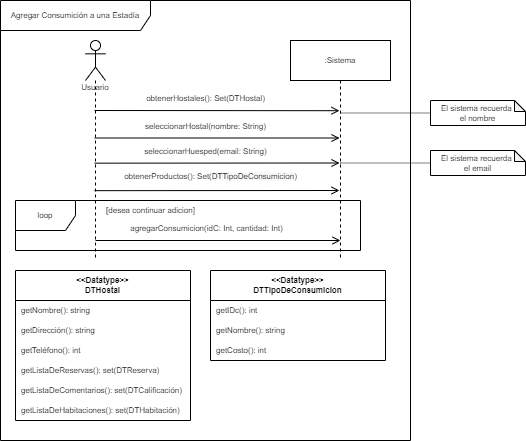 Agregar Consumición a una Estadía
Usuario
:Sistema
obtenerHostales(): Set(DTHostal)
El sistema recuerda
el nombre
seleccionarHostal(nombre: String)
seleccionarHuesped(email: String)
El sistema recuerda
el email
obtenerProductos(): Set(DTTipoDeConsumicion)
loop
[desea continuar adicion]
agregarConsumicion(idC: Int, cantidad: Int)
<<Datatype>>
DTHostal
getNombre(): string
getDirección(): string
getTeléfono(): int
getListaDeReservas(): set(DTReserva)
getListaDeComentarios(): set(DTCalificación)
getListaDeHabitaciones(): set(DTHabitación)
<<Datatype>>
DTTipoDeConsumicion
getIDc(): int
getNombre(): string
getCosto(): int